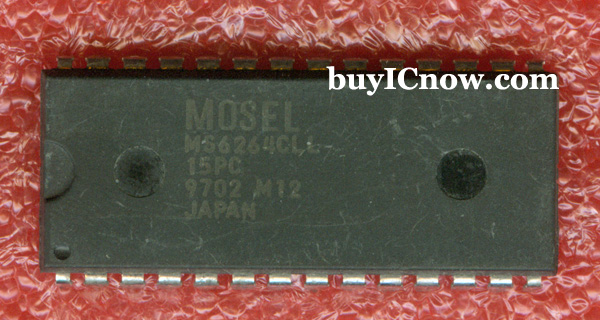 buyICnow.com
MOSEL
MS6264CLL
15PC
9702 M12
JAPAN